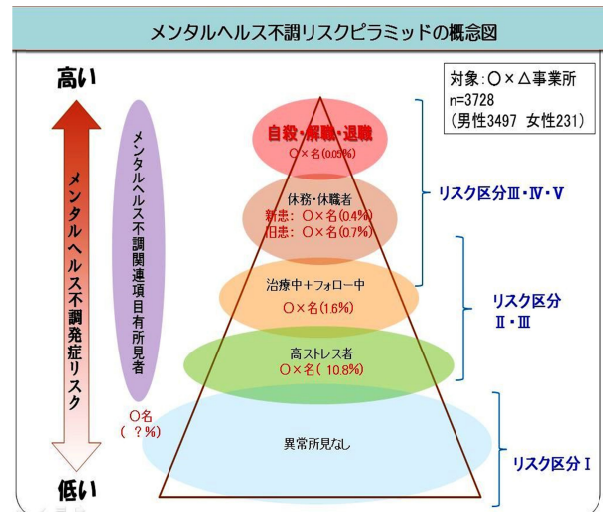 メンタルヘルス不調リスクピラミッドの概念図
高い
対象:〇×△事業所
n=3728
(男性3497 女性231)
メンタルヘルス不調発症リスク
メンタルヘルス不調関連項目有所見者
自殺・解職・退職
〇×名(0.05%)
休務・休職者
新患: 〇×名(0.4%)
旧患: 〇×名(0.7%)
リスク区分Ⅲ・Ⅳ・Ⅴ
治療中+フォロー中
〇×名(1.6%)
リスク区分
Ⅱ・Ⅲ
高ストレス者
〇×名( 10.8%)
〇名
( ?%)
異常所見なし
リスク区分Ⅰ
低い